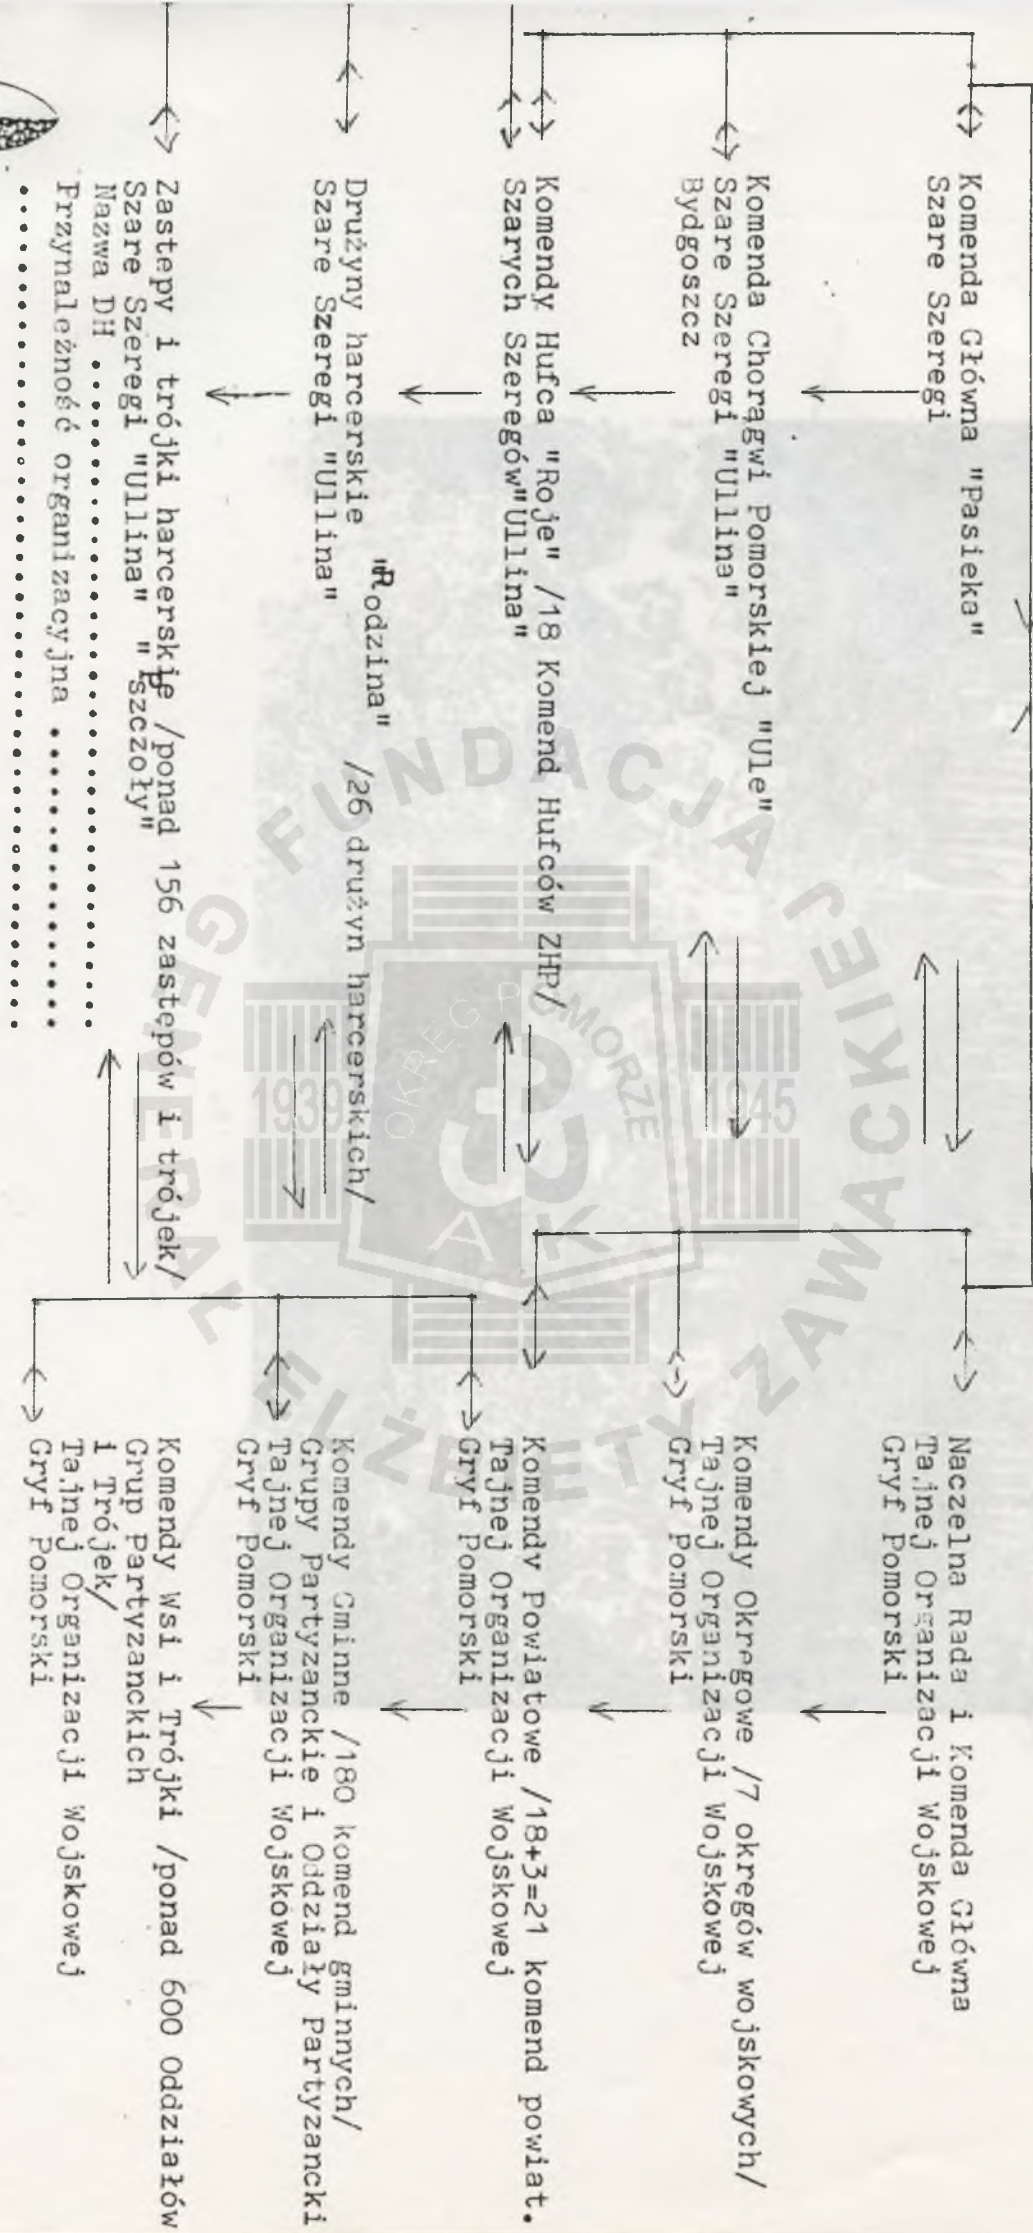 Komenda Główna "Pasieka"
Szare Szeregi
Komenda Chorągwi Pomorskiej "Ule"
Szare Szeregi "Ullina"
Bydgoszcz
Komendy Hufca "Roje" /18 Komend Hufców ZHP/
Szarych Szeregów"Ullina"
Drużyny harcerskie "Rodzina" /26 drużyn harcerskich/
Szare Szeregi "Ullina"
Zastepy i trójki harcerskie /ponad 156 zastępów i trójek/
Szare Szeregi "Ullina" "Pszczoły"
Nazwa DH ..............................
Przynależność organizacyjna ................
..........................................
Naczelna Rada i Komenda Główna
Tajnej Organizacji Wojskowej
Gryf Pomorski
Komendy Okręgowe /7 okręgów wojskowych/
Tajnej Organizacji Wojskowej
Gryf Pomorski
Komendy Powiatowe /18+3=21 komend powiat.
Tajnej Organizacji Wojskowej
Gryf Pomorski
Komendy Gminne /180 komend gminnych/
Grupy Partyzanckie i Oddziały Partyzancki
Tajnej Organizacji Wojskowej
Gryf Pomorski
Komendy Wsi i Trójki /ponad 600 Oddziałów
Grup Partyzanckich
i Trójek/
Tajnej Organizacji Wojskowej
Gryf Pomorski
FUNDACJA GENERAŁ ELŻBIETY ZAWACKIEJ
OKRĘG POMORZE
1939
1945
AK